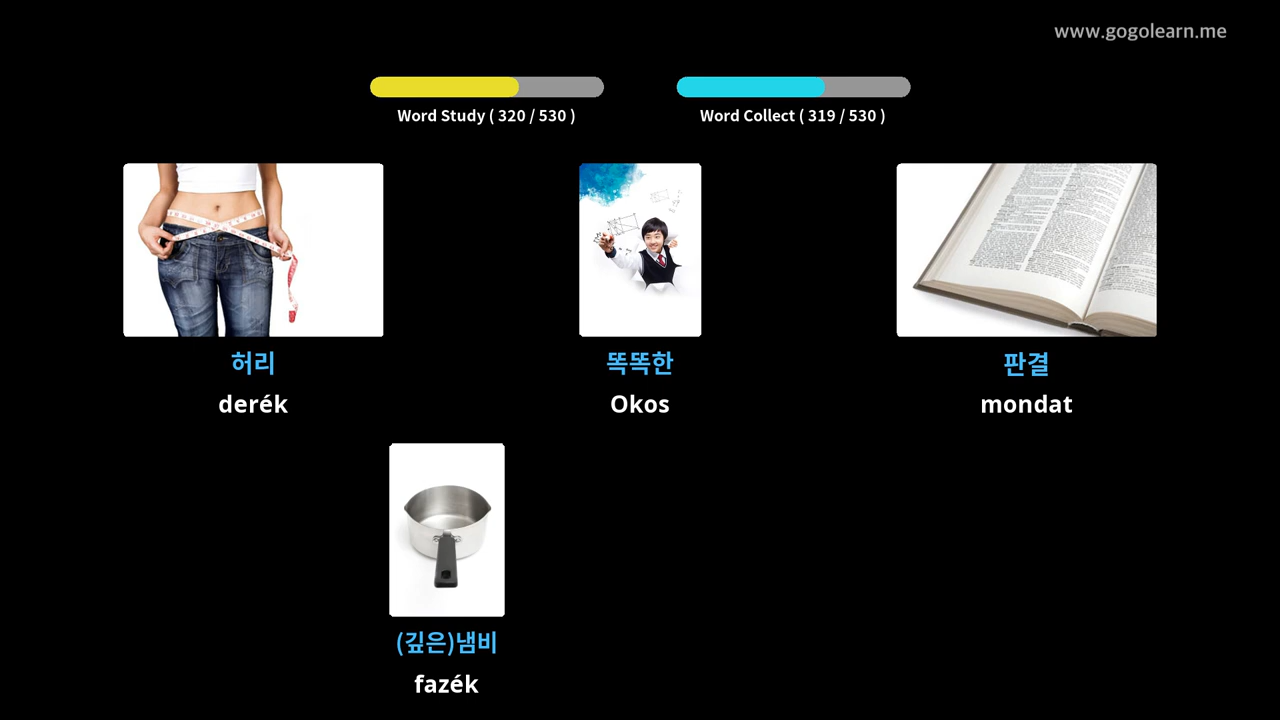 www.gogolearn.me
Word Study ( 320 / 530 )
Word Collect ( 319 / 530 )
허리
derék
똑똑한
Okos
판결
mondat
(깊은)냄비
fazék